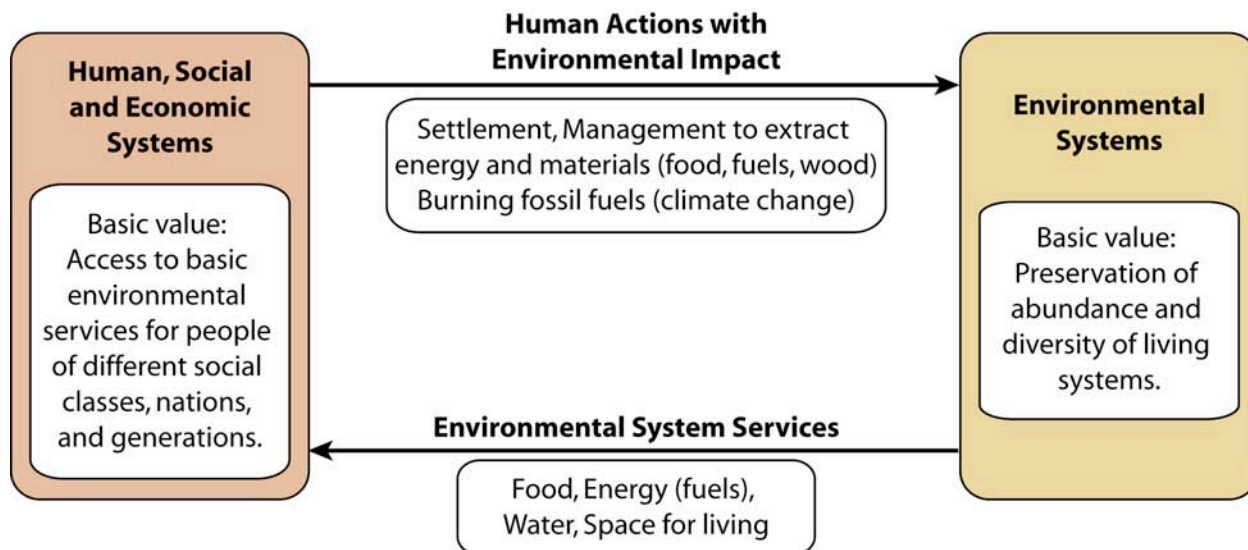 Human, Social
and Economic
Systems
Basic value:
Access to basic
environmental
services for people
of different social
classes, nations,
and generations.
Human Actions with
Environmental Impact
Settlement, Management to extract
energy and materials (food, fuels, wood)
Burning fossil fuels (climate change)
Environmental
Systems
Basic value:
Preservation of
abundance and
diversity of living
systems.
Environmental System Services
Food, Energy (fuels),
Water, Space for living